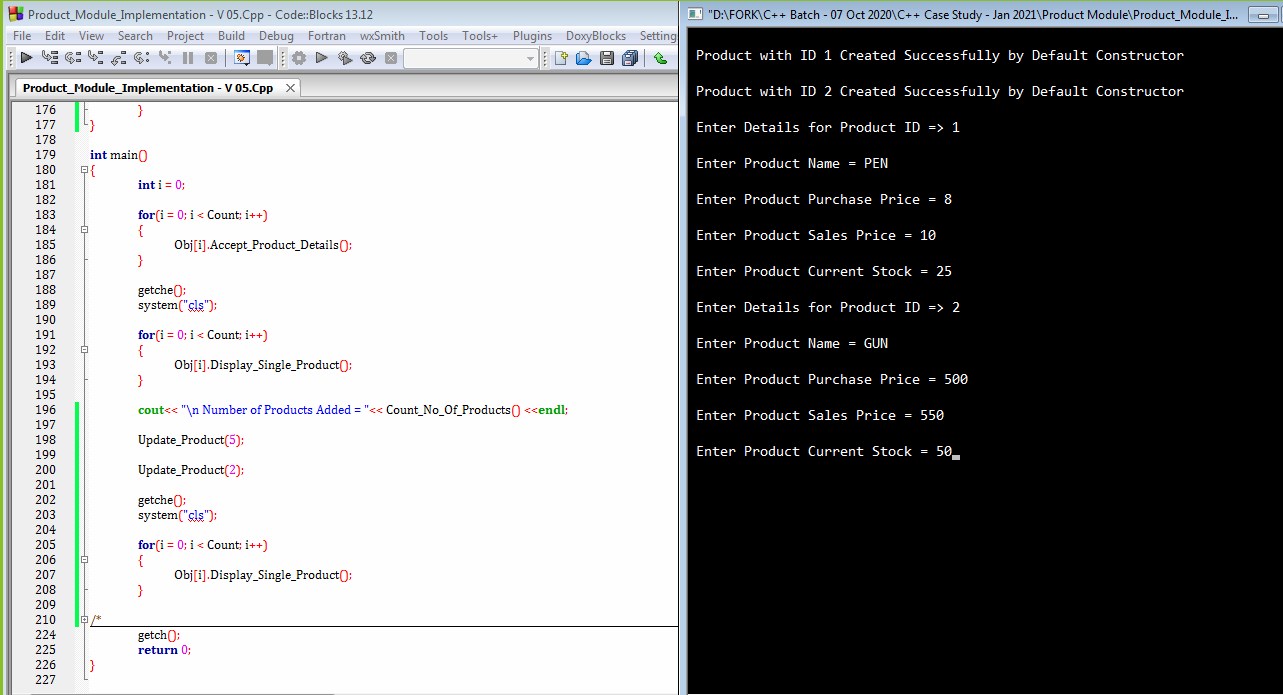 Product_Module_Implementation - V 05.Cpp - Code::Blocks 13.12
File Edit View Search Project Build Debug Fortran wxSmith Tools Tools+ Plugins DoxyBlocks Setting
Product_Module_Implementation - V 05.Cpp
176 }
177 }
178
179 int main()
180 {
181 int i = 0;
182
183 for(i = 0; i < Count; i++)
184 {
185 Obj[i].Accept_Product_Details();
186 }
187
188 getche();
189 system("cls");
190
191 for(i = 0; i < Count; i++)
192 {
193 Obj[i].Display_Single_Product();
194 }
195
196 cout<< "\n Number of Products Added = "<< Count_No_Of_Products() <<endl;
197
198 Update_Product(5);
199
200 Update_Product(2);
201
202 getche();
203 system("cls");
204
205 for(i = 0; i < Count; i++)
206 {
207 Obj[i].Display_Single_Product();
208 }
209
210 /*
224 getch();
225 return 0;
226 }
227
"D:\FORK\C++ Batch - 07 Oct 2020\C++ Case Study - Jan 2021\Product Module\Product_Module_I...
Product with ID 1 Created Successfully by Default Constructor
Product with ID 2 Created Successfully by Default Constructor
Enter Details for Product ID => 1
Enter Product Name = PEN
Enter Product Purchase Price = 8
Enter Product Sales Price = 10
Enter Product Current Stock = 25
Enter Details for Product ID => 2
Enter Product Name = GUN
Enter Product Purchase Price = 500
Enter Product Sales Price = 550
Enter Product Current Stock = 50